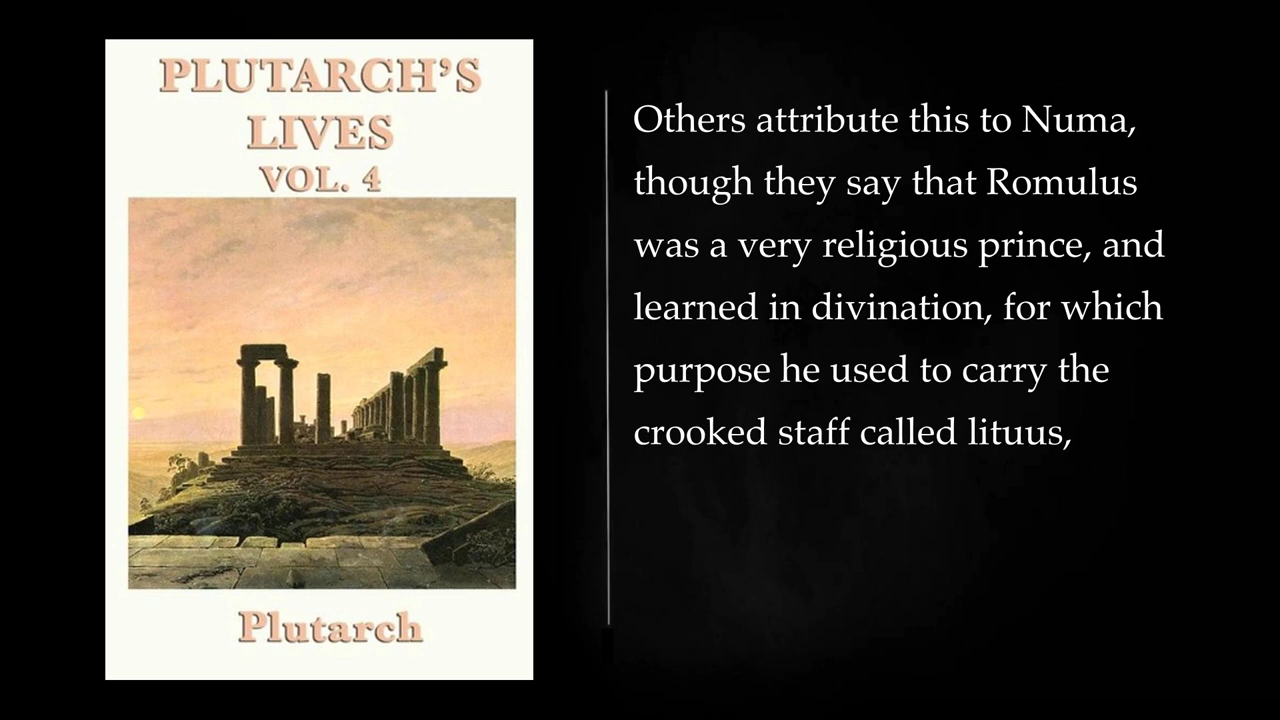 PLUTARCH'S
LIVES
VOL. 4
Plutarch
Others attribute this to Numa,
though they say that Romulus
was a very religious prince, and
learned in divination, for which
purpose he used to carry the
crooked staff called lituus,